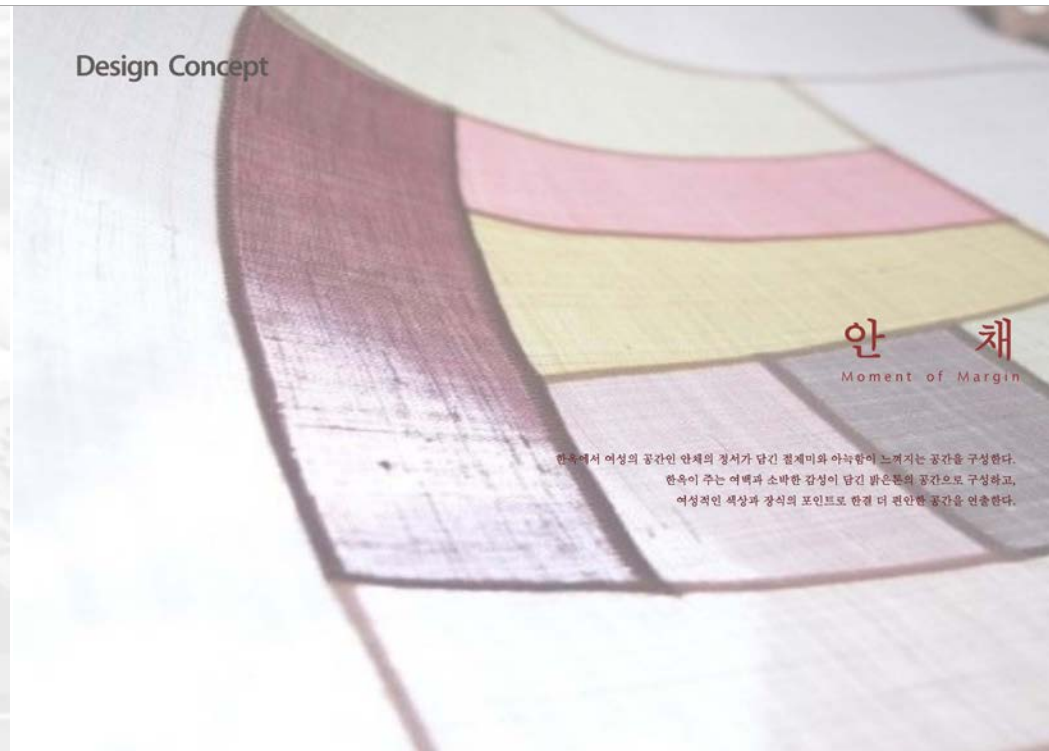 Design Concept
안 채
Moment of Margin
한옥에서 여성의 공간인 안채의 정서가 담긴 절제미와 아늑함이 느껴지는 공간을 구성한다.
한옥이 주는 여백과 소박한 감성이 담긴 밝은톤의 공간으로 구성하고,
여성적인 색상과 장식의 포인트로 한결 더 편안한 공간을 연출한다.